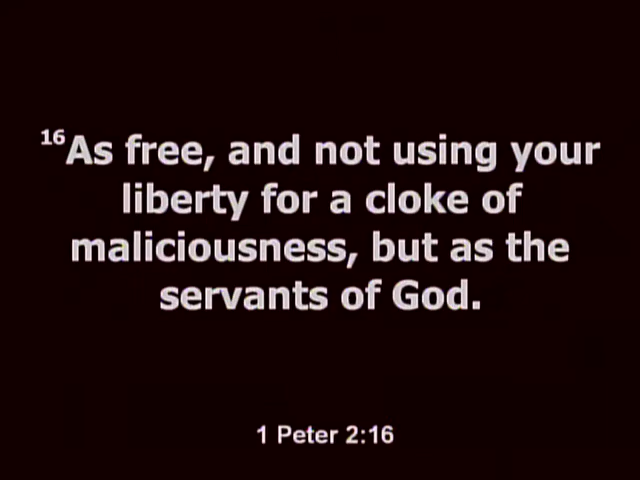 16As free, and not using your
liberty for a cloke of
maliciousness, but as the
servants of God.
1 Peter 2:16